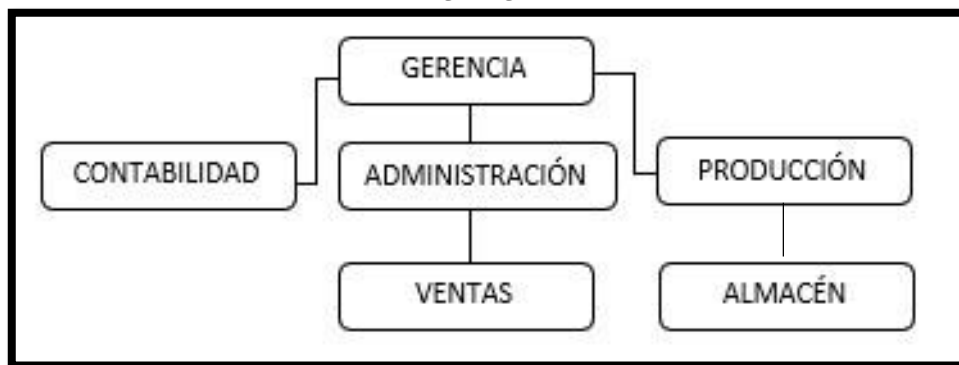 GERENCIA
CONTABILIDAD
ADMINISTRACIÓN
PRODUCCIÓN
VENTAS
ALMACÉN